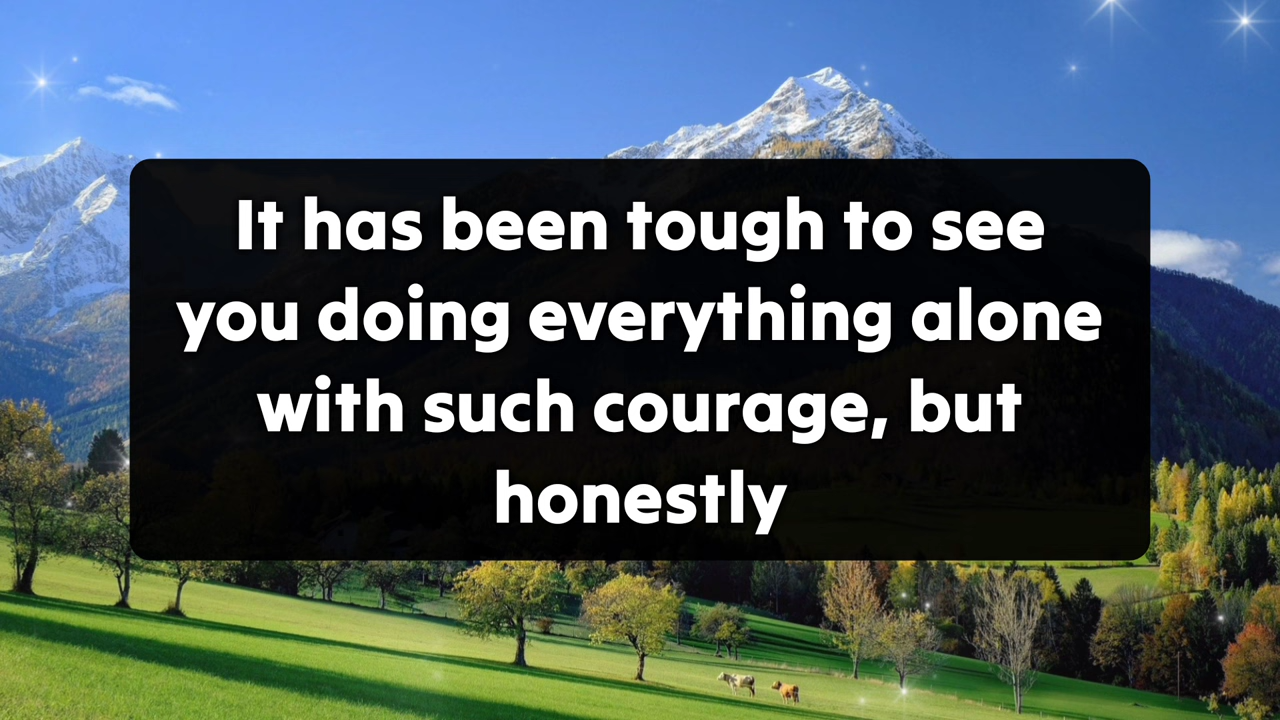 It has been tough to see
you doing everything alone
with such courage, but
honestly